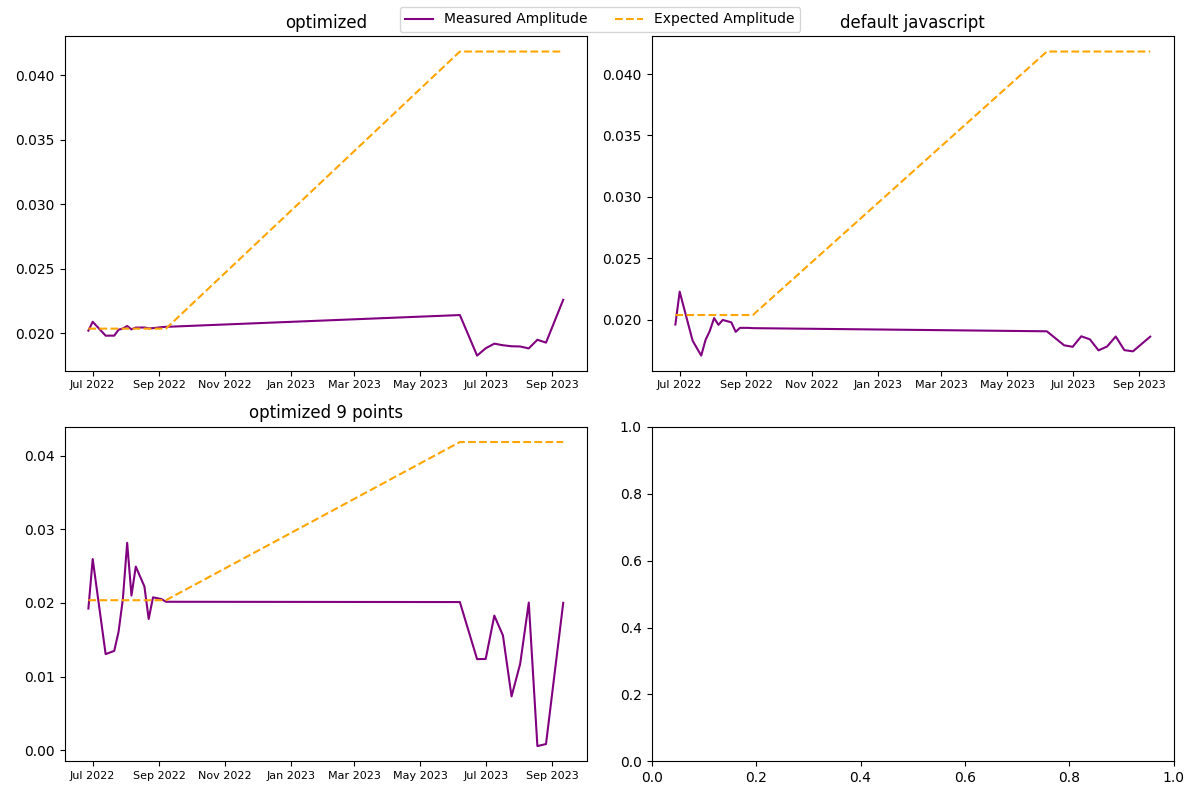 Measured Amplitude
Expected Amplitude
optimized
0.040
0.035
0.030
0.025
0.020
Jul 2022 Sep 2022 Nov 2022 Jan 2023 Mar 2023 May 2023 Jul 2023 Sep 2023
default javascript
0.040
0.035
0.030
0.025
0.020
Jul 2022 Sep 2022 Nov 2022 Jan 2023 Mar 2023 May 2023 Jul 2023 Sep 2023
optimized 9 points
0.04
0.03
0.02
0.01
0.00
Jul 2022 Sep 2022 Nov 2022 Jan 2023 Mar 2023 May 2023 Jul 2023 Sep 2023
1.0
0.8
0.6
0.4
0.2
0.0
0.0 0.2 0.4 0.6 0.8 1.0